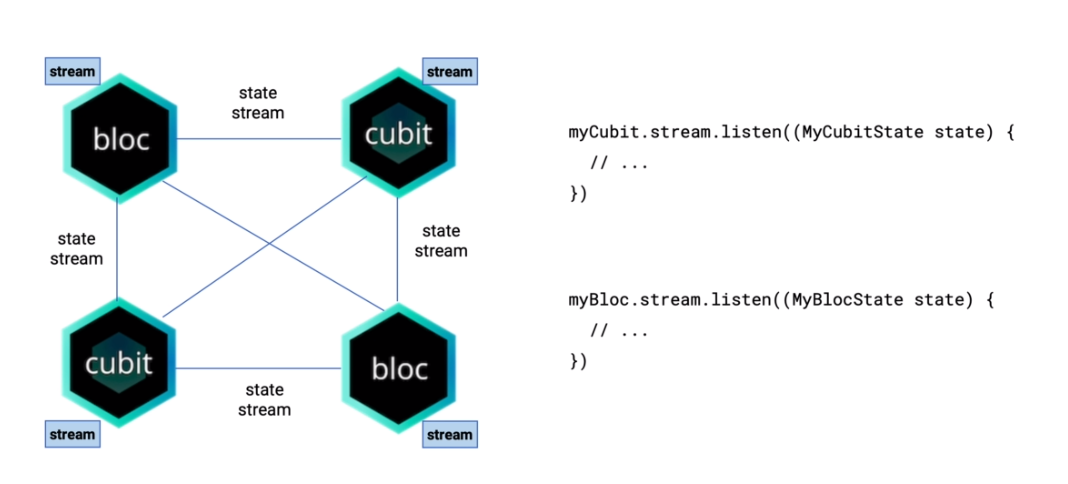 stream
stream
state
stream
bloc
cubit
state
stream
state
stream
cubit
bloc
state
stream
stream
stream
myCubit.stream.listen((MyCubitState state) {
  // ...
})
myBloc.stream.listen((MyBlocState state) {
  // ...
})